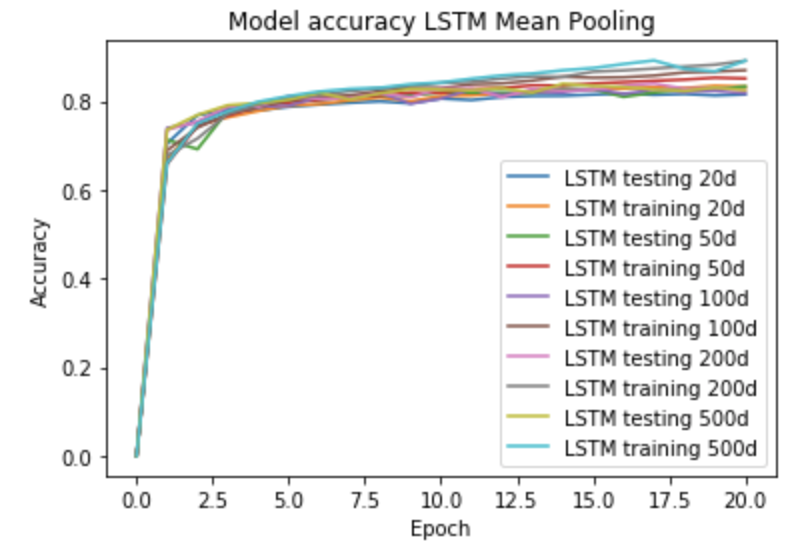 Model accuracy LSTM Mean Pooling
Accuracy
0.8
0.6
0.4
0.2
0.0
LSTM testing 20d
LSTM training 20d
LSTM testing 50d
LSTM training 50d
LSTM testing 100d
LSTM training 100d
LSTM testing 200d
LSTM training 200d
LSTM testing 500d
LSTM training 500d
0.0 2.5 5.0 7.5 10.0 12.5 15.0 17.5 20.0
Epoch